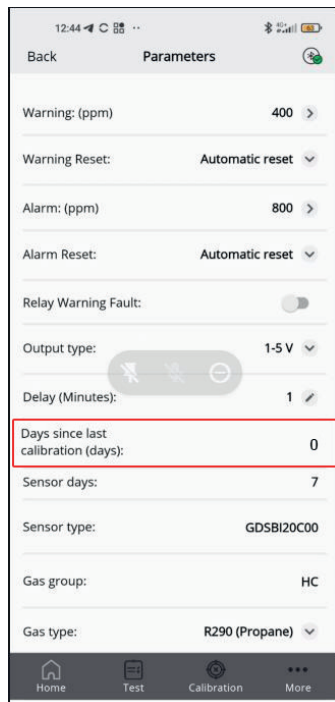 12:44
Back Parameters
Warning: (ppm) 400
Warning Reset: Automatic reset
Alarm: (ppm) 800
Alarm Reset: Automatic reset
Relay Warning Fault:
Output type: 1-5 V
Delay (Minutes): 1
Days since last
calibration (days): 0
Sensor days: 7
Sensor type: GDSBI20C00
Gas group: HC
Gas type: R290 (Propane)
Home Test Calibration More